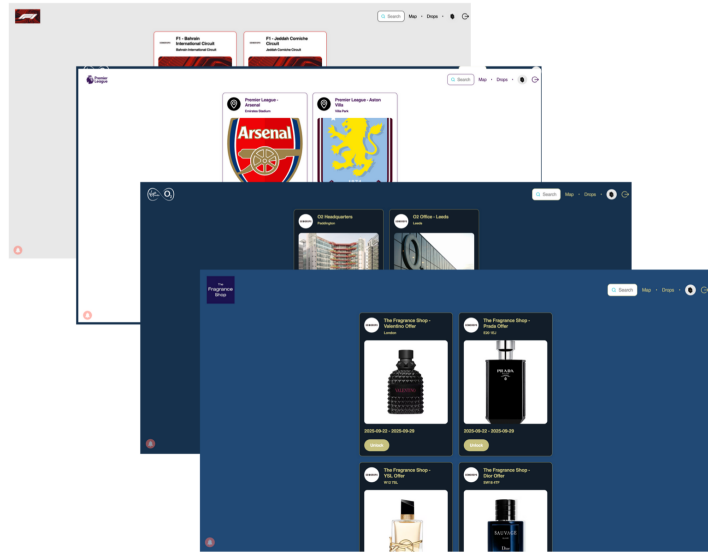 Search Map • Drops •
F1 - Bahrain
International Circuit
Bahrain International Circuit
F1 - Jeddah Corniche
Circuit
Jeddah Corniche Circuit
Premier
League
Search Map • Drops •
Premier League -
Arsenal
Emirates Stadium
Premier League - Aston
Villa
Villa Park
Arsenal
O2
Search Map • Drops •
O2 Headquarters
Paddington
O2 Office - Leeds
Leeds
The
Fragrance
Shop
Search Map • Drops •
The Fragrance Shop -
Valentino Offer
London
The Fragrance Shop -
Prada Offer
VALENTINO
PRADA
2025-09-22 - 2025-09-29
2025-09-22 - 2025-09-29
Unlock
Unlock
The Fragrance Shop -
YSL Offer
W12 7SL
The Fragrance Shop -
Dior Offer
SAUVAGE
Dior